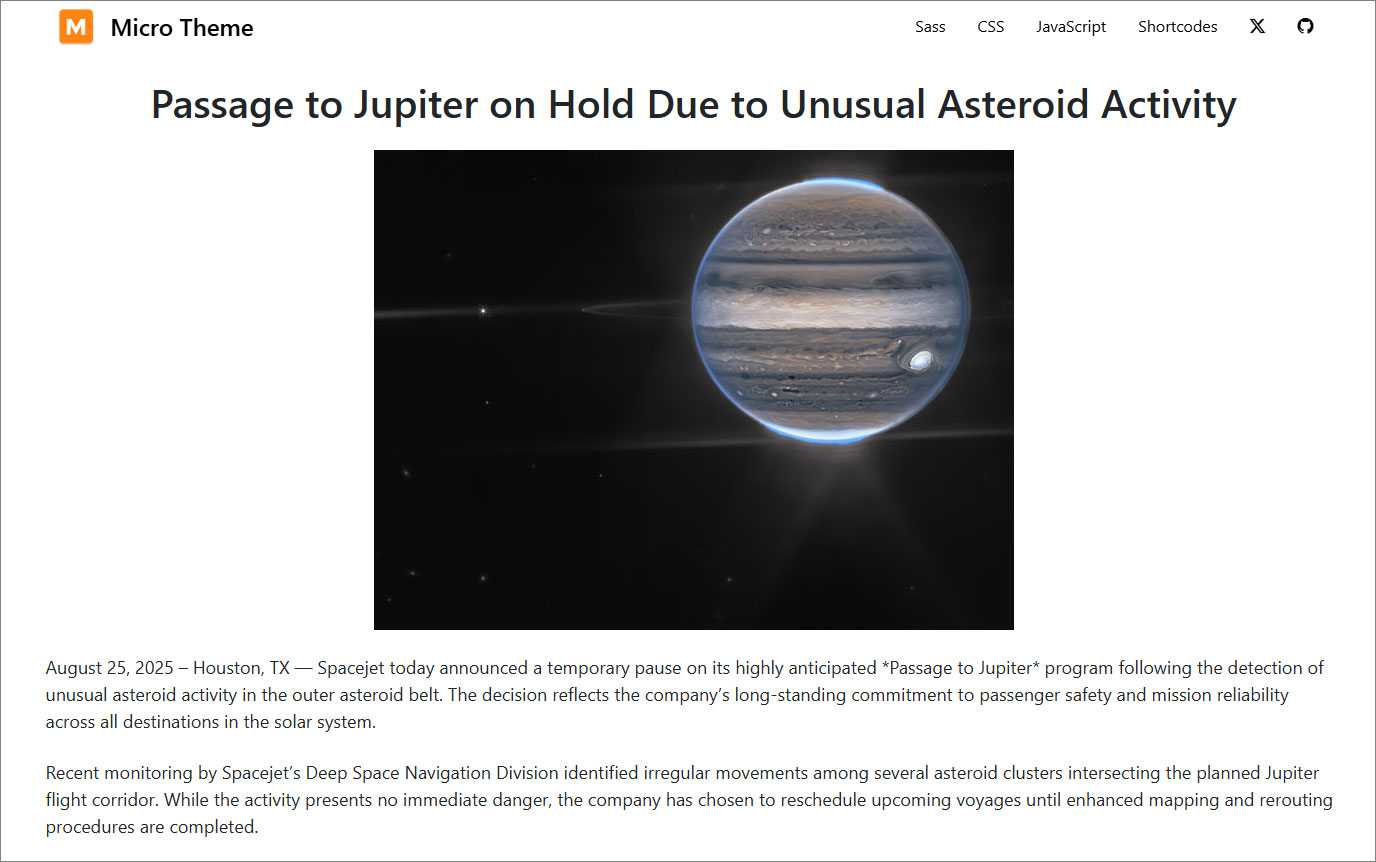 M Micro Theme
Sass CSS JavaScript Shortcodes X
Passage to Jupiter on Hold Due to Unusual Asteroid Activity
August 25, 2025 – Houston, TX — Spacejet today announced a temporary pause on its highly anticipated *Passage to Jupiter* program following the detection of
unusual asteroid activity in the outer asteroid belt. The decision reflects the company’s long-standing commitment to passenger safety and mission reliability
across all destinations in the solar system.
Recent monitoring by Spacejet’s Deep Space Navigation Division identified irregular movements among several asteroid clusters intersecting the planned Jupiter
flight corridor. While the activity presents no immediate danger, the company has chosen to reschedule upcoming voyages until enhanced mapping and rerouting
procedures are completed.